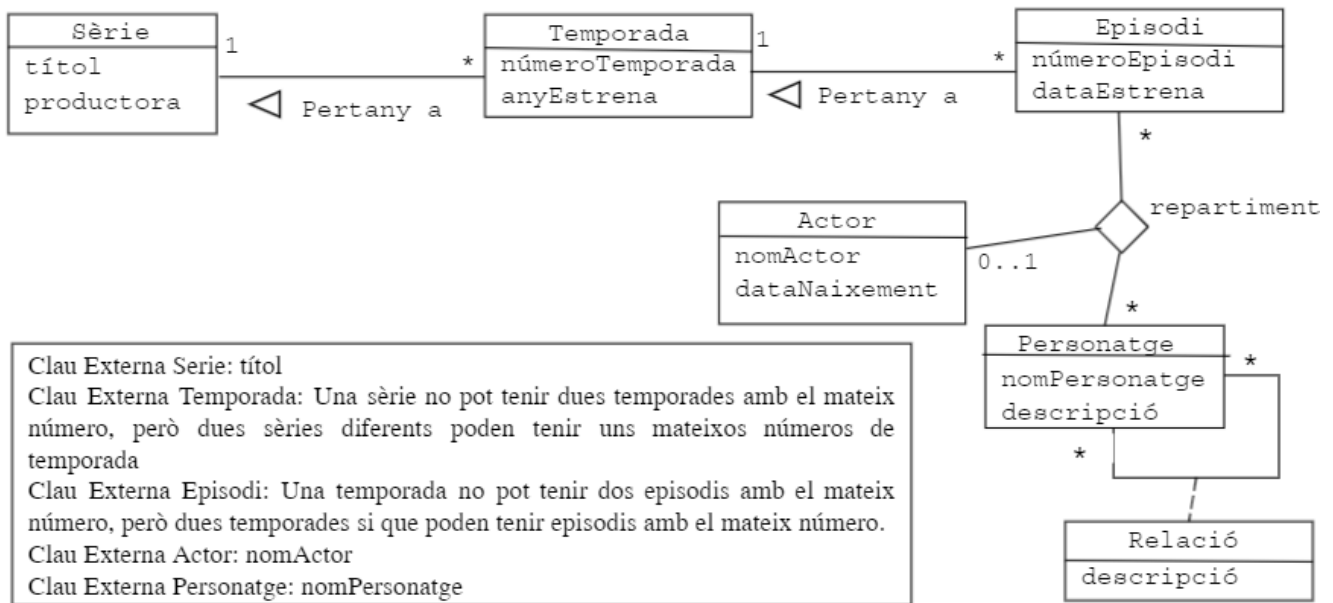 Sèrie
títol
productora
1
*
Pertany a
Temporada
númeroTemporada
anyEstrena
1
*
Pertany a
Episodi
númeroEpisodi
dataEstrena
*
repartiment
Actor
nomActor
dataNaixement
0..1
*
Personatge
nomPersonatge
descripció
*
*
Relació
descripció
Clau Externa Serie: títol
Clau Externa Temporada: Una sèrie no pot tenir dues temporades amb el mateix
número, però dues sèries diferents poden tenir uns mateixos números de
temporada
Clau Externa Episodi: Una temporada no pot tenir dos episodis amb el mateix
número, però dues temporades si que poden tenir episodis amb el mateix número.
Clau Externa Actor: nomActor
Clau Externa Personatge: nomPersonatge